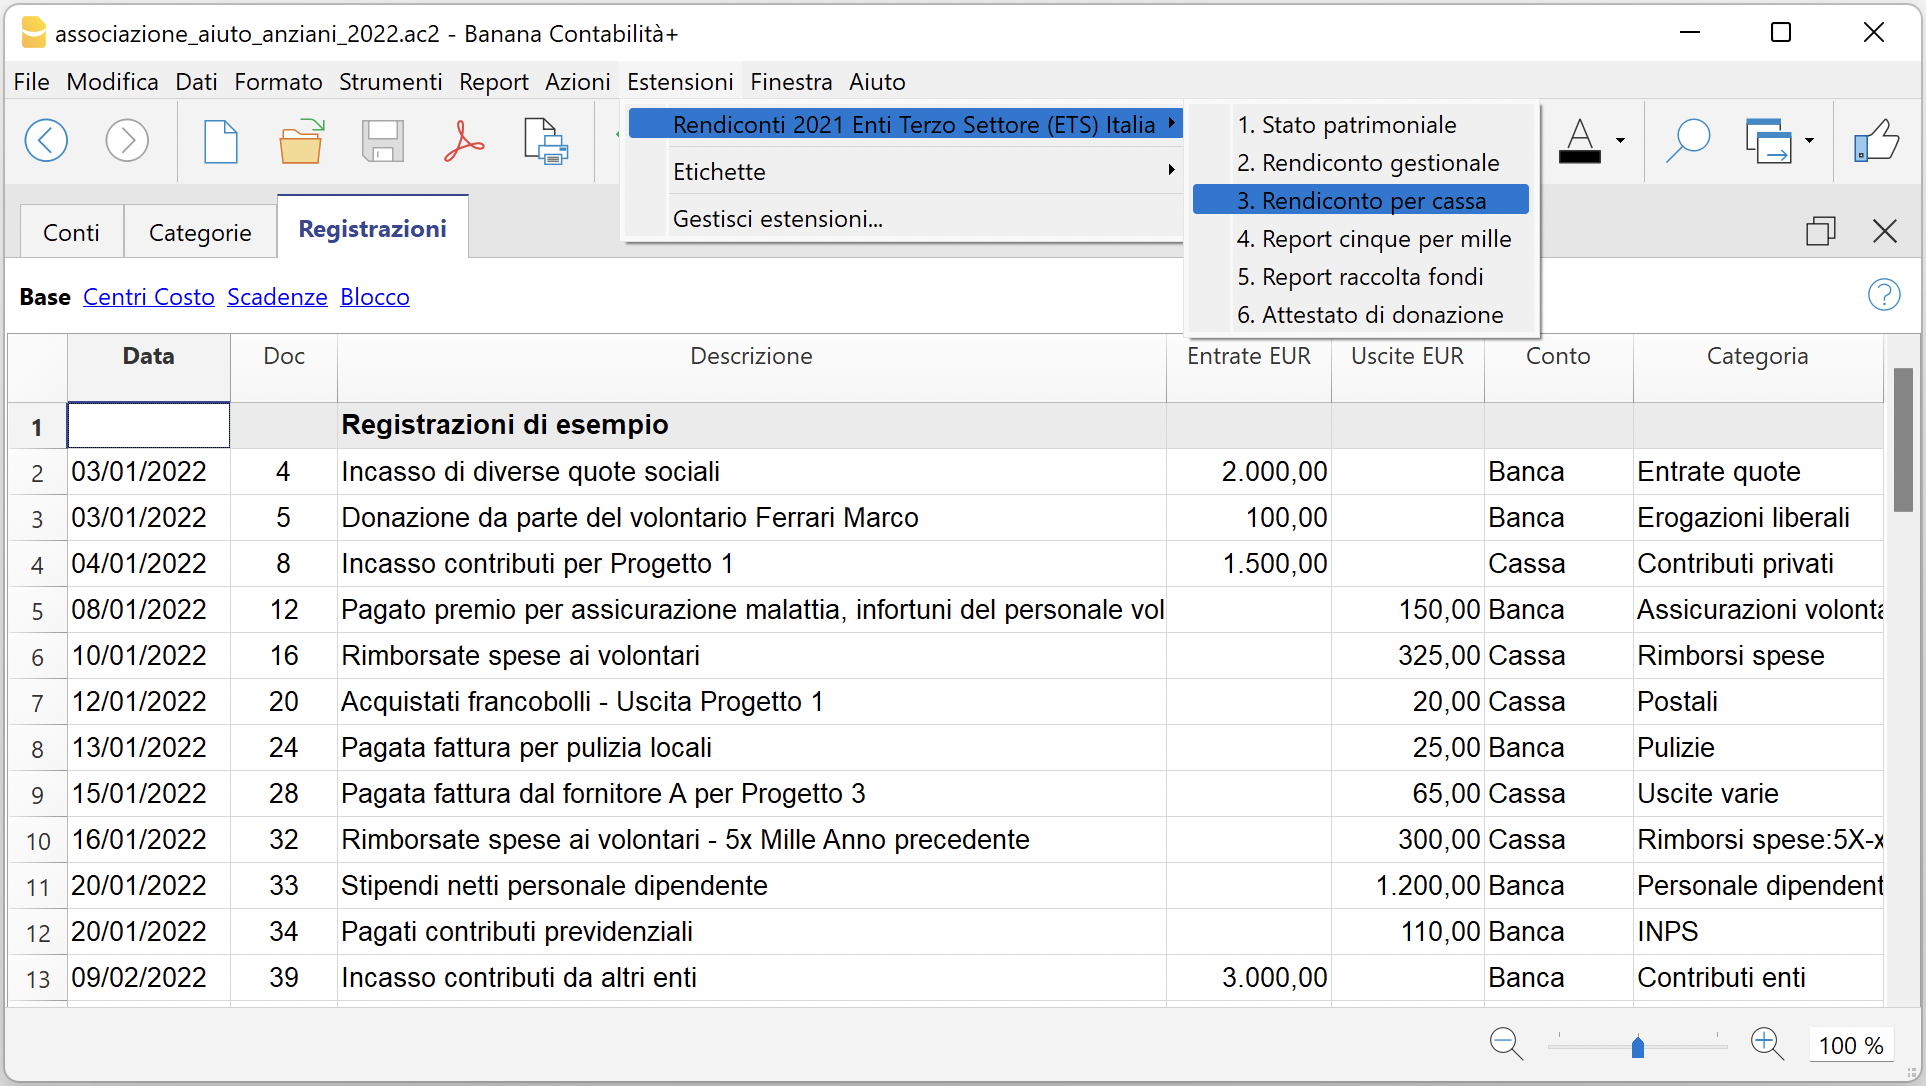 associazione_aiuto_anziani_2022.ac2 - Banana Contabilità+
File Modifica Dati Formato Strumenti Report Azioni Estensioni Finestra Aiuto
Rendiconti 2021 Enti Terzo Settore (ETS) Italia
Etichette
Gestisci estensioni...
1. Stato patrimoniale
2. Rendiconto gestionale
3. Rendiconto per cassa
4. Report cinque per mille
5. Report raccolta fondi
6. Attestato di donazione
A
Conti Categorie Registrazioni
Base Centri Costo Scadenze Blocco ?
Data Doc Descrizione Entrate EUR Uscite EUR Conto Categoria
1 Registrazioni di esempio
2 03/01/2022 4 Incasso di diverse quote sociali 2.000,00 Banca Entrate quote
3 03/01/2022 5 Donazione da parte del volontario Ferrari Marco 100,00 Banca Erogazioni liberali
4 04/01/2022 8 Incasso contributi per Progetto 1 1.500,00 Cassa Contributi privati
5 08/01/2022 12 Pagato premio per assicurazione malattia, infortuni del personale vol 150,00 Banca Assicurazioni volonta
6 10/01/2022 16 Rimborsate spese ai volontari 325,00 Cassa Rimborsi spese
7 12/01/2022 20 Acquistati francobolli - Uscita Progetto 1 20,00 Cassa Postali
8 13/01/2022 24 Pagata fattura per pulizia locali 25,00 Banca Pulizie
9 15/01/2022 28 Pagata fattura dal fornitore A per Progetto 3 65,00 Cassa Uscite varie
10 16/01/2022 32 Rimborsate spese ai volontari - 5x Mille Anno precedente 300,00 Cassa Rimborsi spese:5X-x
11 20/01/2022 33 Stipendi netti personale dipendente 1.200,00 Banca Personale dipendent
12 20/01/2022 34 Pagati contributi previdenziali 110,00 Banca INPS
13 09/02/2022 39 Incasso contributi da altri enti 3.000,00 Banca Contributi enti
100 %